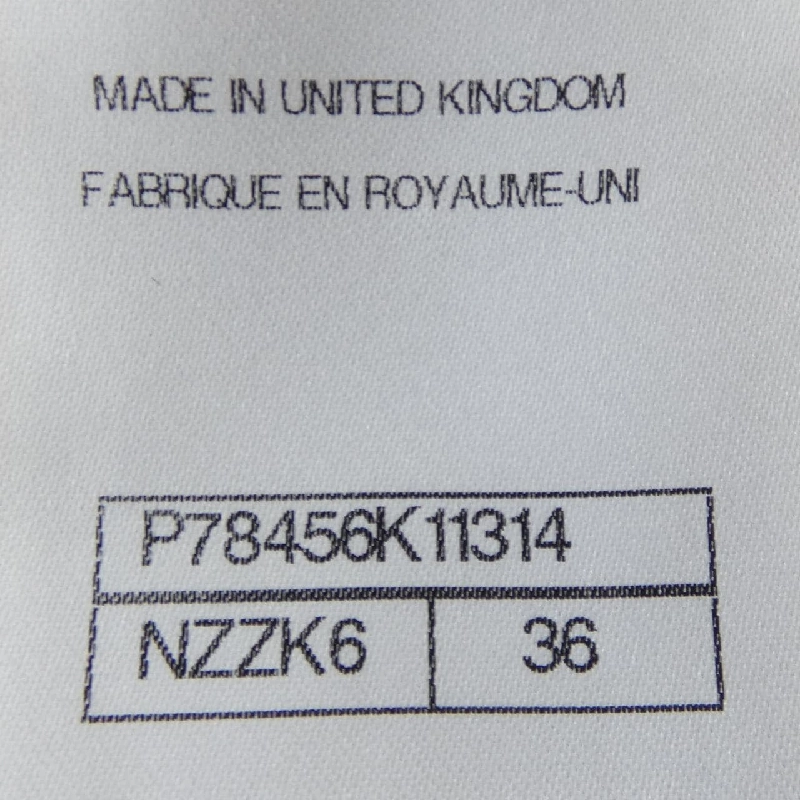 MADE IN UNITED KINGDOM
FABRIQUE EN ROYAUME-UNI
P78456K11314
NZZK6 36